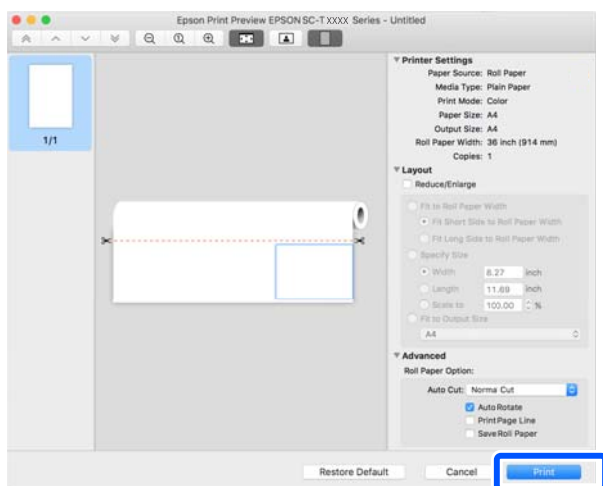 Epson Print Preview EPSON SC-T XXXX Series - Untitled
1/1
Printer Settings
Paper Source: Roll Paper
Media Type: Plain Paper
Print Mode: Color
Paper Size: A4
Output Size: A4
Roll Paper Width: 36 inch (914 mm)
Copies: 1
Layout
Reduce/Enlarge
Fit to Roll Paper Width
Fit Short Side to Roll Paper Width
Fit Long Side to Roll Paper Width
Specify Size
Width 8.27 inch
Length 11.69 inch
Scale to 100.00 %
Fit to Output Size
A4
Advanced
Roll Paper Option:
Auto Cut: Norma Cut
Auto Rotate
Print Page Line
Save Roll Paper
Restore Default Cancel Print